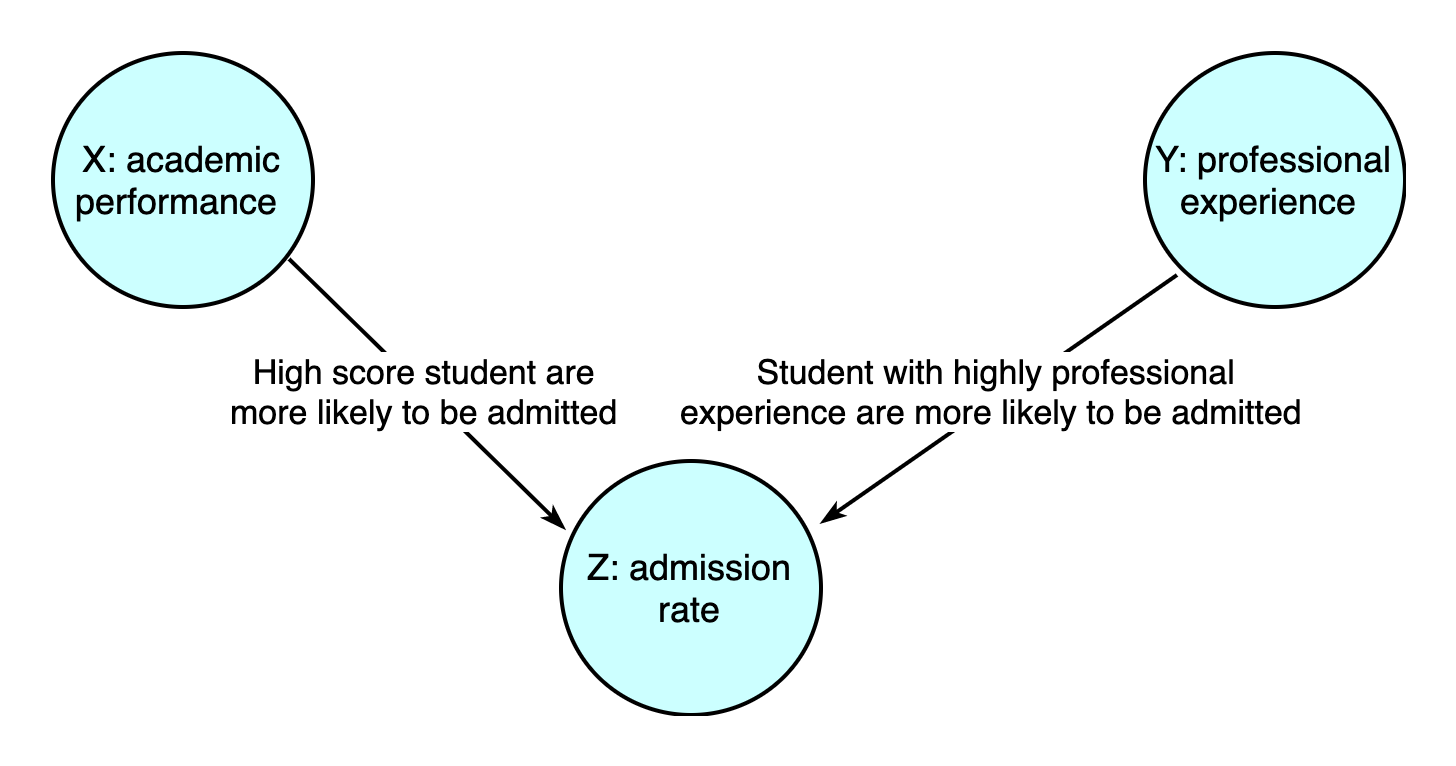 X: academic
performance
Y: professional
experience
High score student are
more likely to be admitted
Student with highly professional
experience are more likely to be admitted
Z: admission
rate